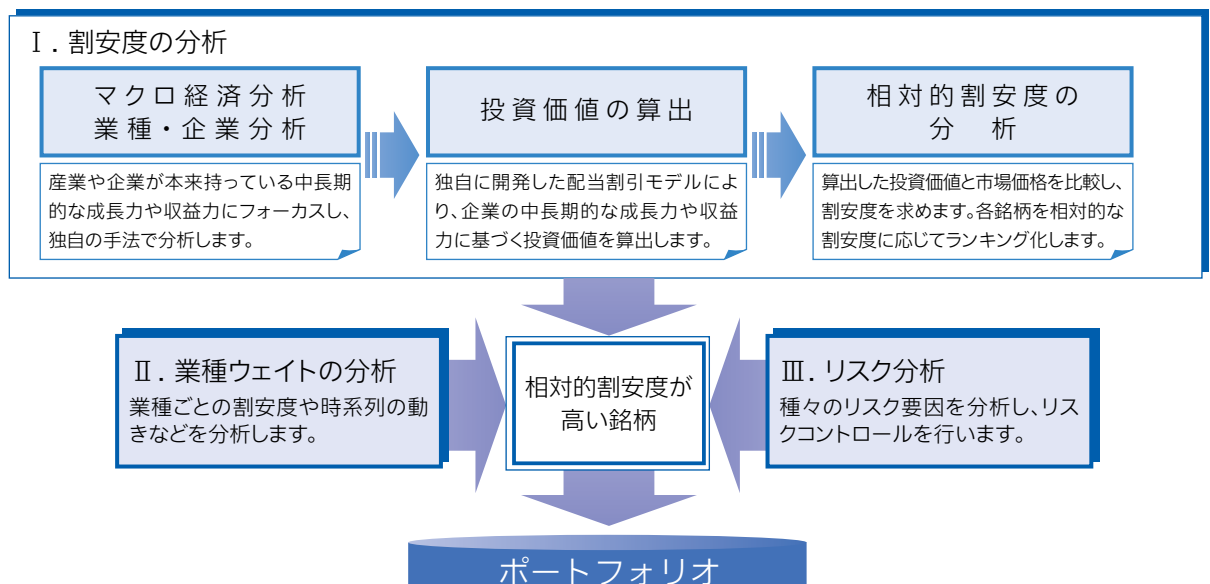 Ⅰ. 割安度の分析
マクロ経済分析
業種・企業分析
産業や企業が本来持っている中長期
的な成長力や収益力にフォーカスし、
独自の手法で分析します。
投資価値の算出
独自に開発した配当割引モデルによ
り、企業の中長期的な成長力や収益
力に基づく投資価値を算出します。
相対的割安度の
分 析
算出した投資価値と市場価格を比較し、
割安度を求めます。各銘柄を相対的な
割安度に応じてランキング化します。
Ⅱ. 業種ウェイトの分析
業種ごとの割安度や時系列の動
きなどを分析します。
相対的割安度が
高い銘柄
Ⅲ. リスク分析
種々のリスク要因を分析し、リス
クコントロールを行います。
ポートフォリオ